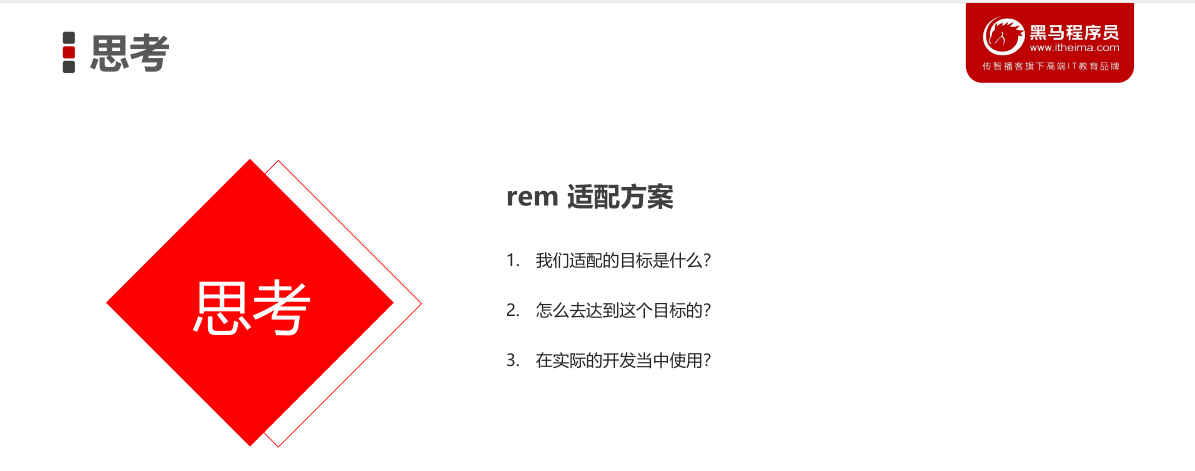 思考
黑马程序员
www.itheima.com
传智播客旗下高端IT教育品牌
思考
rem 适配方案
1. 我们适配的目标是什么?
2. 怎么去达到这个目标的?
3. 在实际的开发当中使用?